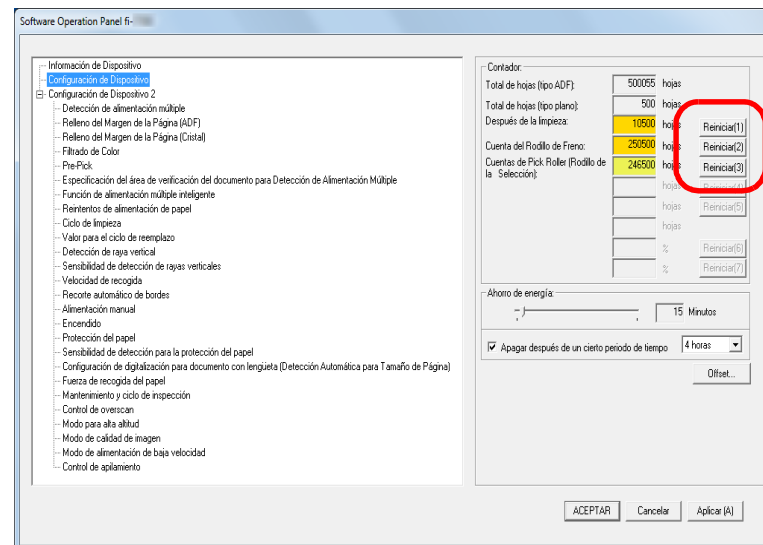 Software Operation Panel fi-
Información de Dispositivo
Configuración de Dispositivo
Configuración de Dispositivo 2
Detección de alimentación múltiple
Relleno del Margen de la Página (ADF)
Relleno del Margen de la Página (Cristal)
Filtrado de Color
Pre-Pick
Especificación del área de verificación del documento para Detección de Alimentación Múltiple
Función de alimentación múltiple inteligente
Reintentos de alimentación de papel
Ciclo de limpieza
Valor para el ciclo de reemplazo
Detección de raya vertical
Sensibilidad de detección de rayas verticales
Velocidad de recogida
Recorte automático de bordes
Alimentación manual
Encendido
Protección del papel
Sensibilidad de detección para la protección del papel
Configuración de digitalización para documento con lengüeta (Detección Automática para Tamaño de Página)
Fuerza de recogida del papel
Mantenimiento y ciclo de inspección
Control de overscan
Modo para alta altitud
Modo de calidad de imagen
Modo de alimentación de baja velocidad
Control de apilamiento
Contador:
Total de hojas (tipo ADF): 500055 hojas
Total de hojas (tipo plano): 500 hojas
Después de la limpieza: 10500 hojas Reiniciar(1)
Cuenta del Rodillo de Freno: 250500 hojas Reiniciar(2)
Cuentas de Pick Roller (Rodillo de la Selección): 246500 hojas Reiniciar(3)
hojas Reiniciar(4)
hojas Reiniciar(5)
hojas
% Reiniciar(6)
% Reiniciar(7)
Ahorro de energía:
15 Minutos
Apagar después de un cierto periodo de tiempo 4 horas
Offset...
ACEPTAR Cancelar Aplicar (A)